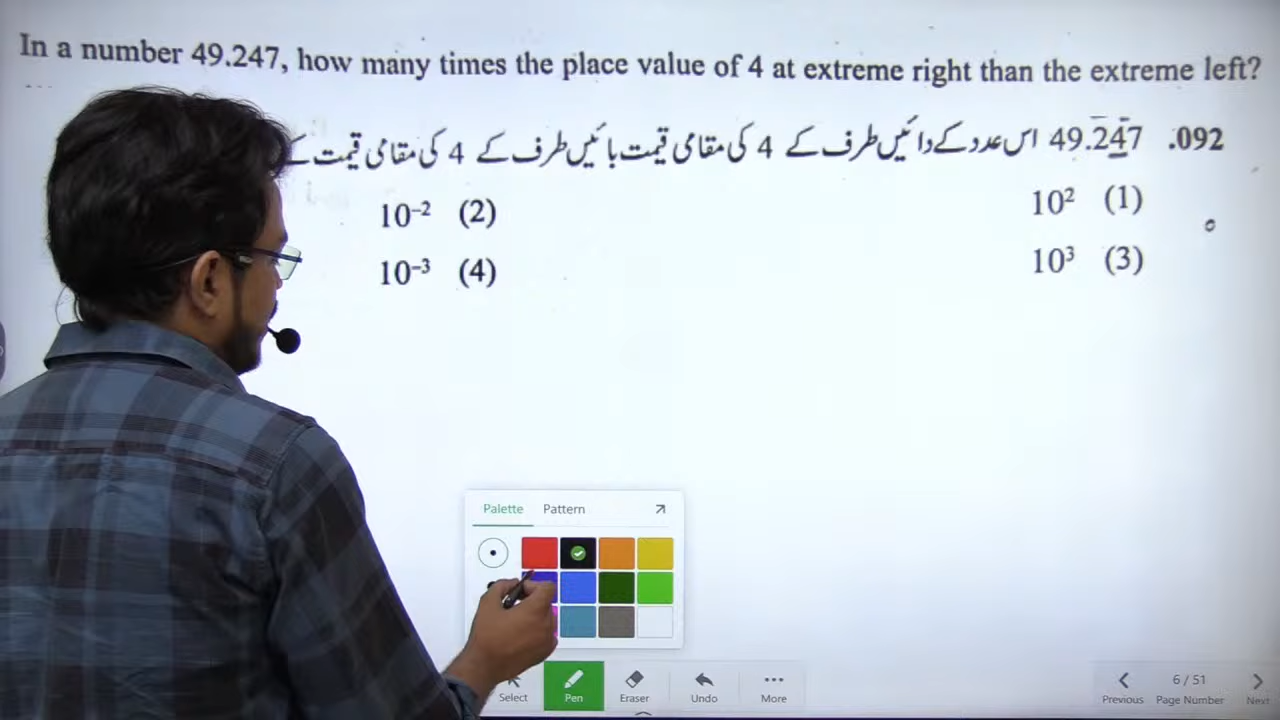 In a number 49.247, how many times the place value of 4 at extreme right than the extreme left?
.092 49.247 اس عدد کے دائیں طرف کے 4 کی مقامی قیمت بائیں طرف کے 4 کی مقامی قیمت کے
(1) 10² (2) 10⁻²
(3) 10³ (4) 10⁻³
Palette Pattern
Select Pen Eraser Undo More
Previous 6 / 51 Page Number Next